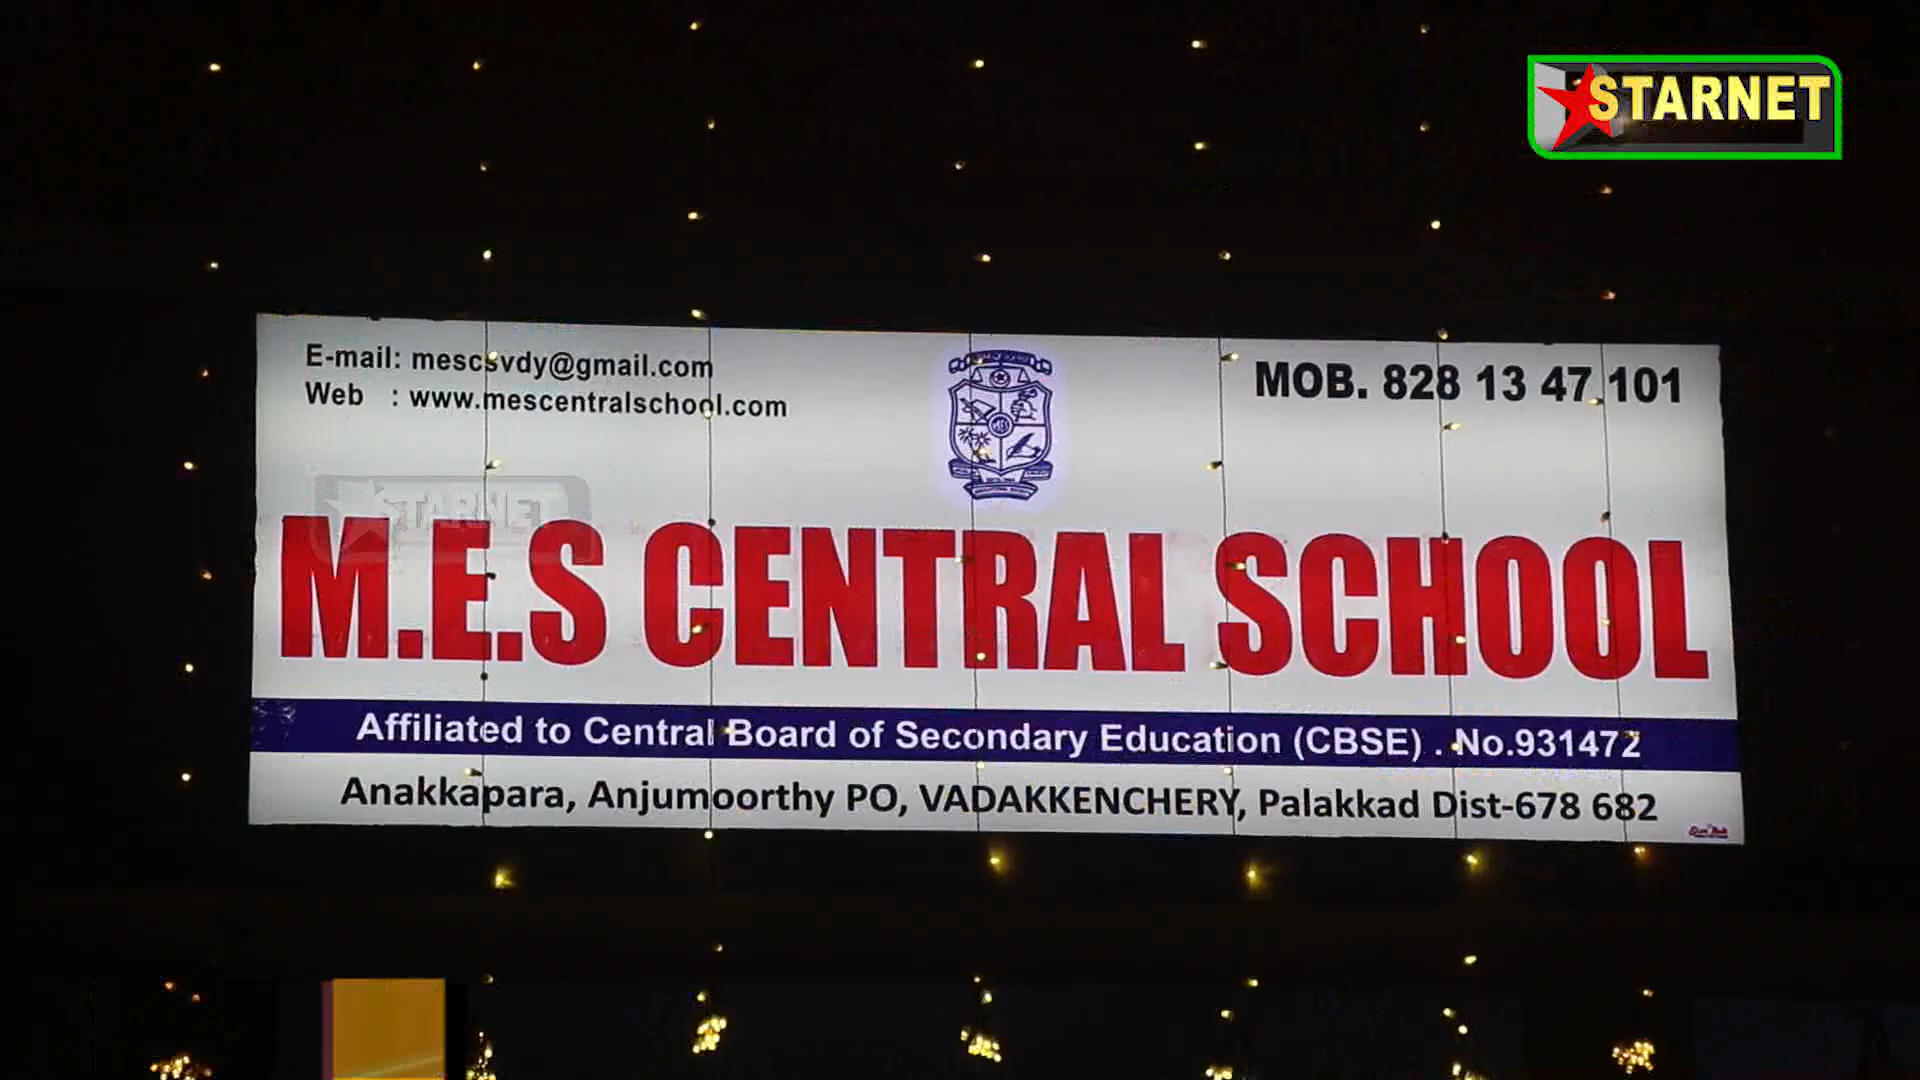 STARNET
E-mail: mescsvdy@gmail.com
Web : www.mescentralschool.com
MOB. 828 13 47 101
STARNET
M.E.S CENTRAL SCHOOL
Affiliated to Central Board of Secondary Education (CBSE) . No.931472
Anakkapara, Anjumoorthy PO, VADAKKENCHERY, Palakkad Dist-678 682